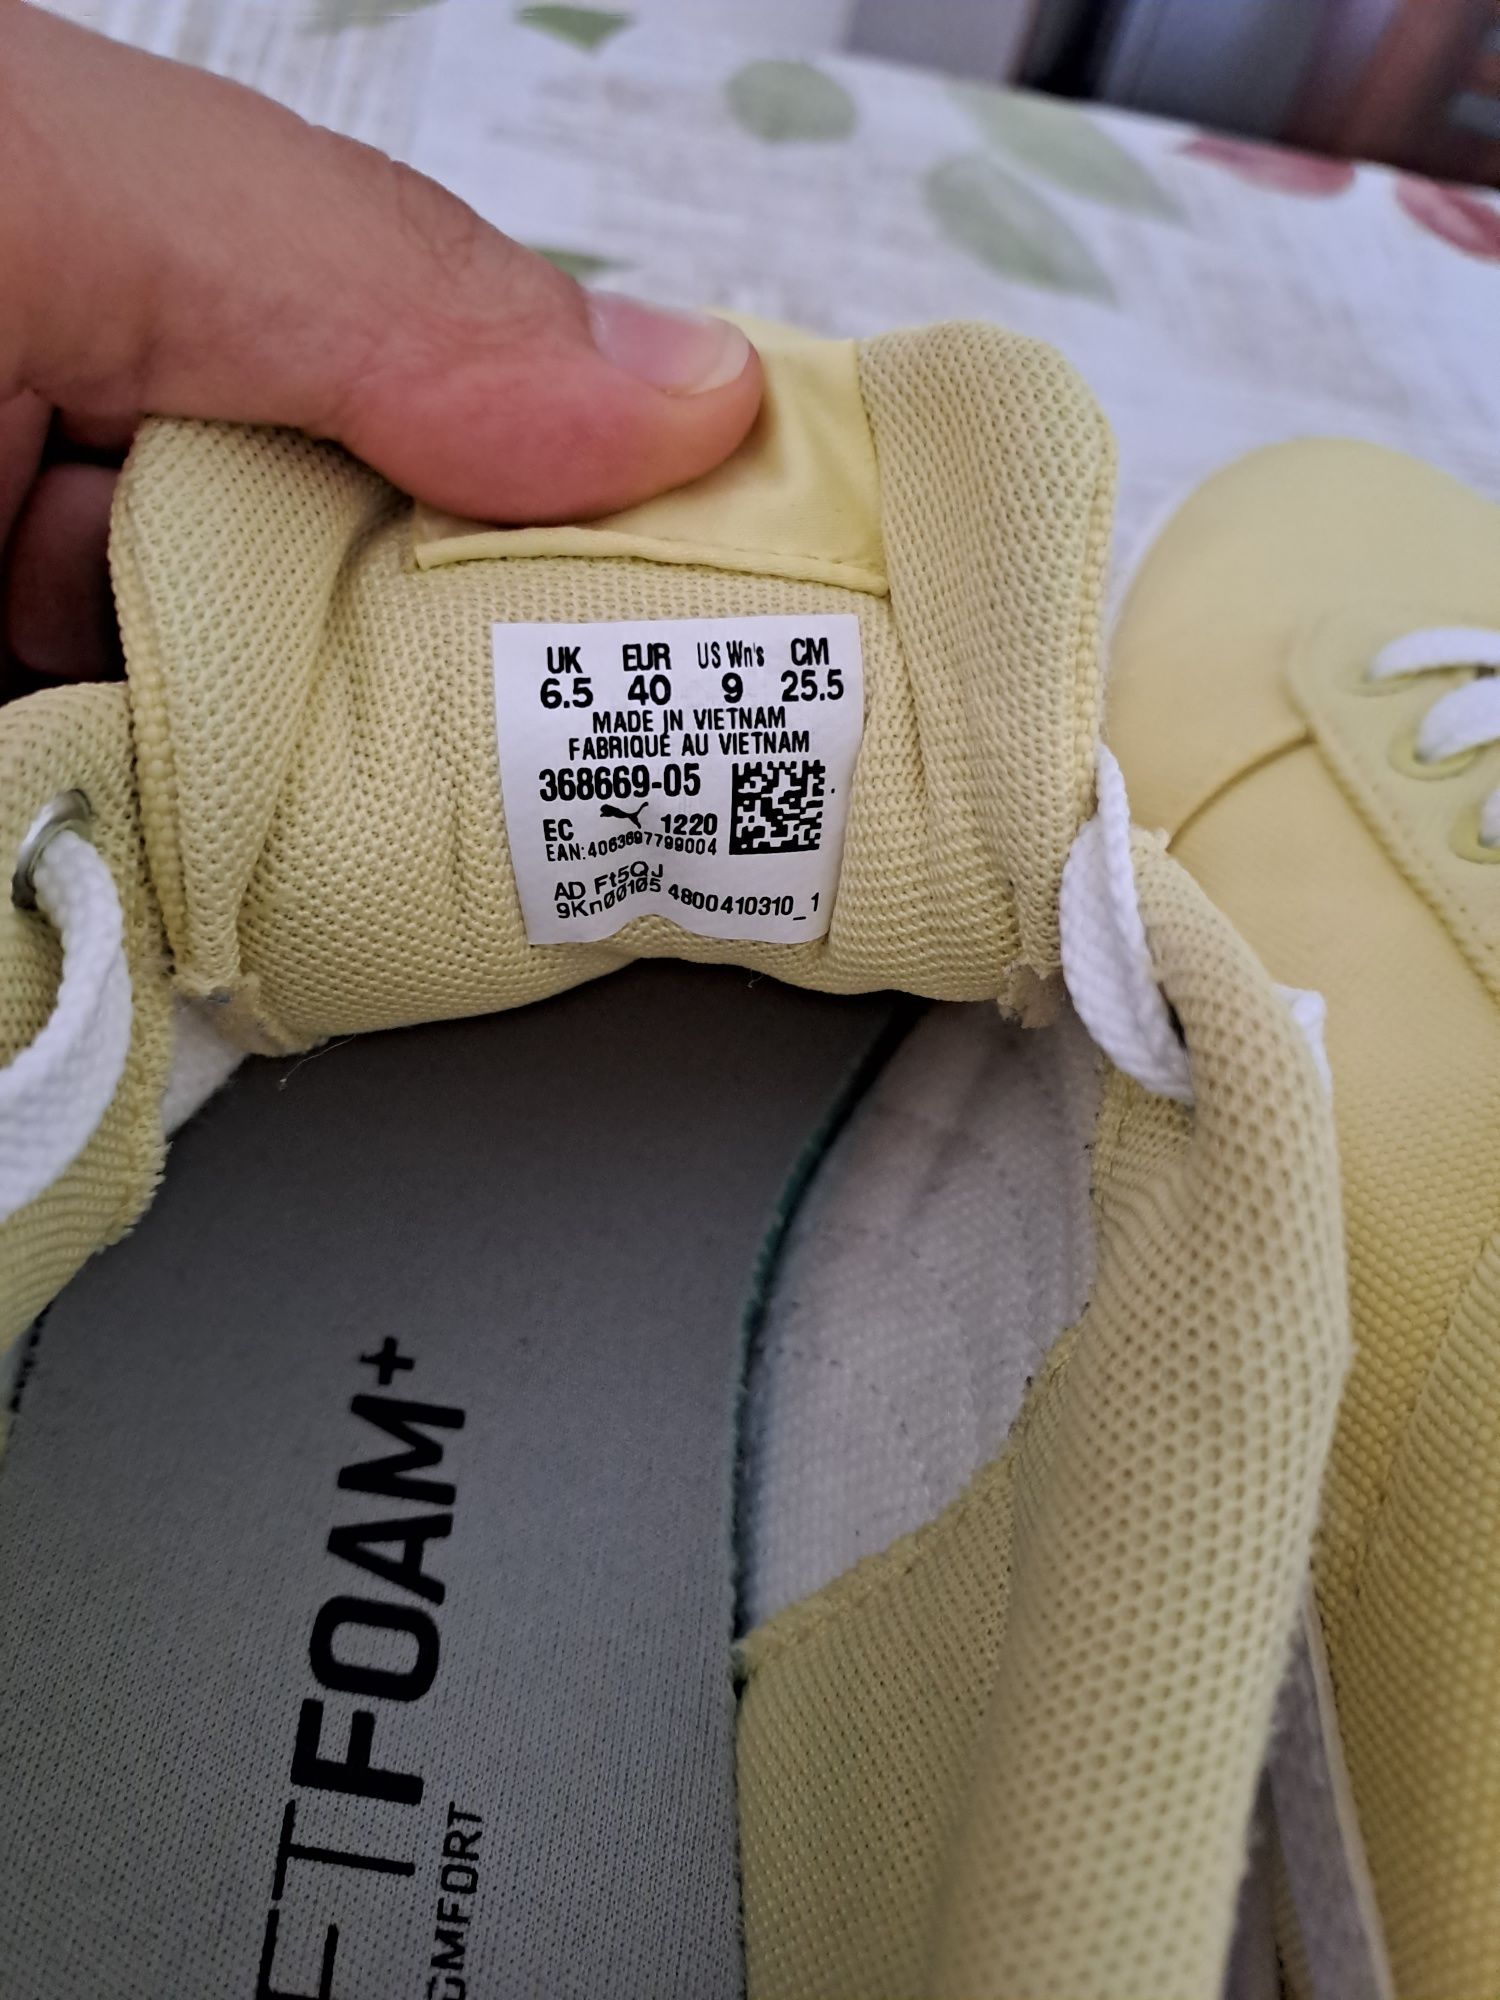 UK EUR US Wn's CM
6.5 40 9 25.5
MADE IN VIETNAM
FABRIQUÉ AU VIETNAM
368669-05
EC 1220
EAN:4063697799004
AD Ft5QJ
9Kn00105 4800410310_1
FOAM+